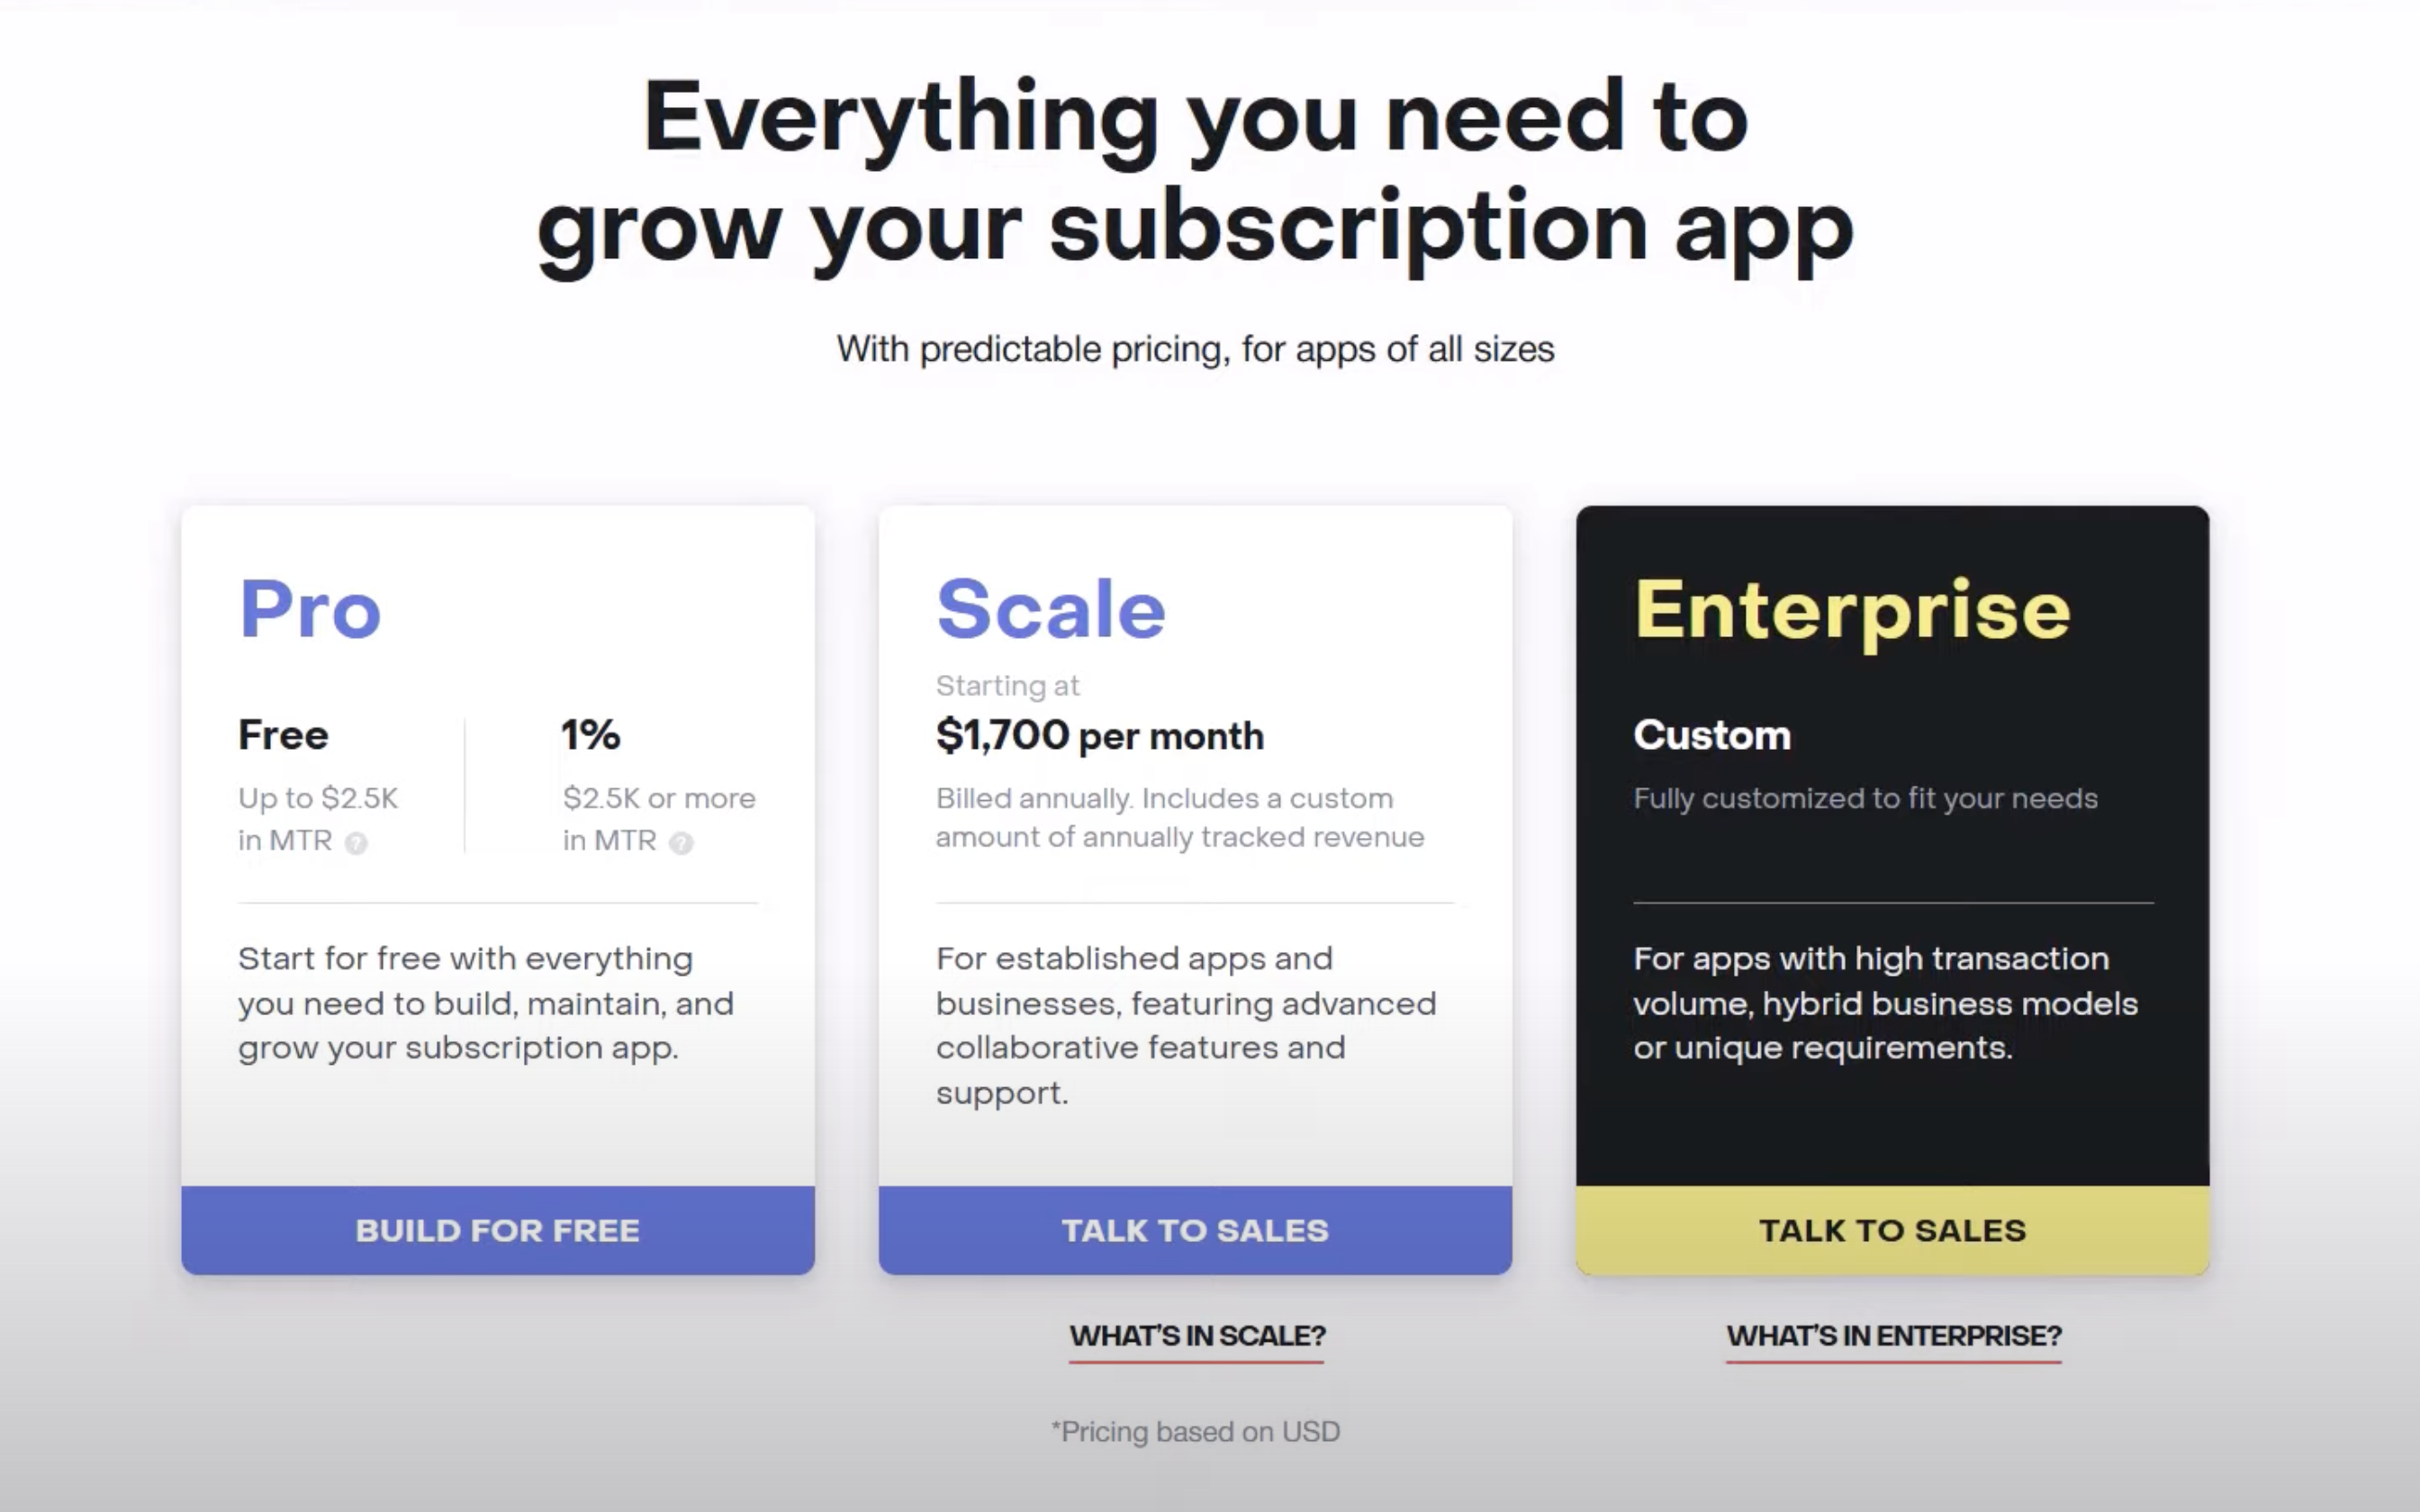 Everything you need to
grow your subscription app
With predictable pricing, for apps of all sizes
Pro
Free
Up to $2.5K
in MTR ?
1%
$2.5K or more
in MTR ?
Start for free with everything
you need to build, maintain, and
grow your subscription app.
BUILD FOR FREE
Scale
Starting at
$1,700 per month
Billed annually. Includes a custom
amount of annually tracked revenue
For established apps and
businesses, featuring advanced
collaborative features and
support.
TALK TO SALES
WHAT'S IN SCALE?
Enterprise
Custom
Fully customized to fit your needs
For apps with high transaction
volume, hybrid business models
or unique requirements.
TALK TO SALES
WHAT'S IN ENTERPRISE?
*Pricing based on USD